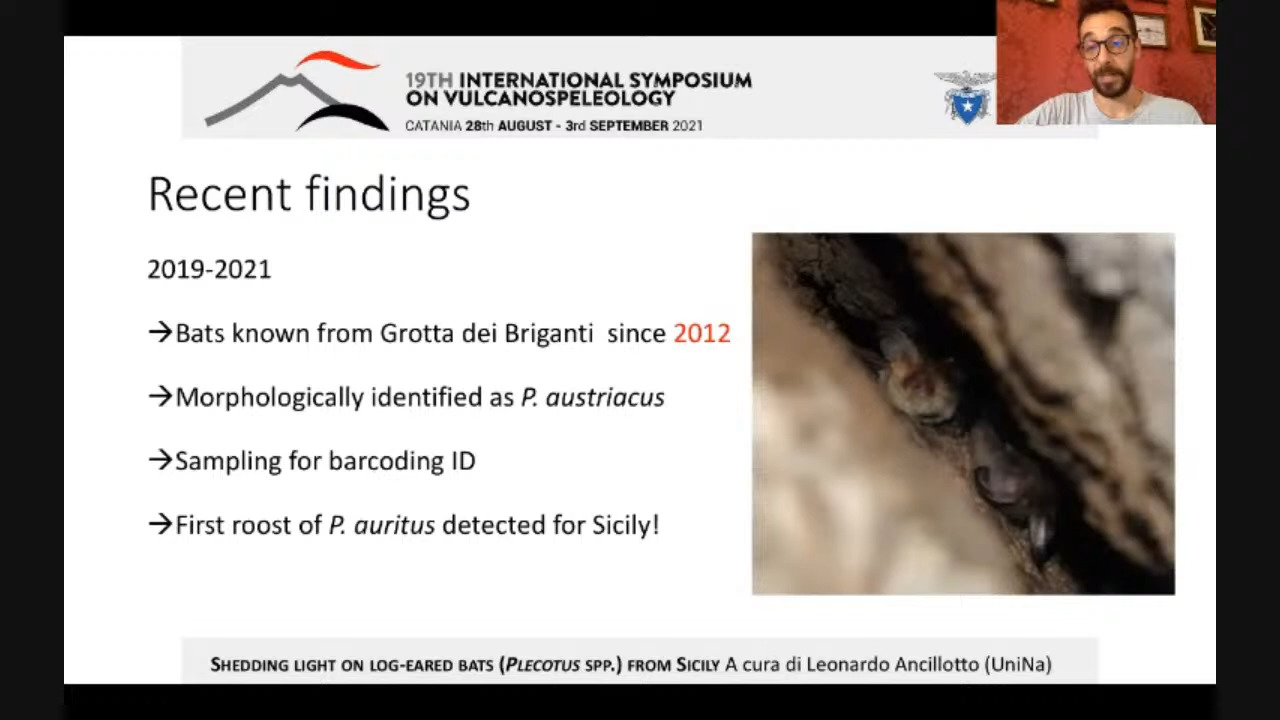 19TH INTERNATIONAL SYMPOSIUM
ON VULCANOSPELEOLOGY
CATANIA 28th AUGUST - 3rd SEPTEMBER 2021
Recent findings
2019-2021
→Bats known from Grotta dei Briganti since 2012
→Morphologically identified as P. austriacus
→Sampling for barcoding ID
→First roost of P. auritus detected for Sicily!
SHEDDING LIGHT ON LOG-EARED BATS (PLECOTUS SPP.) FROM SICILY A cura di Leonardo Ancillotto (UniNa)